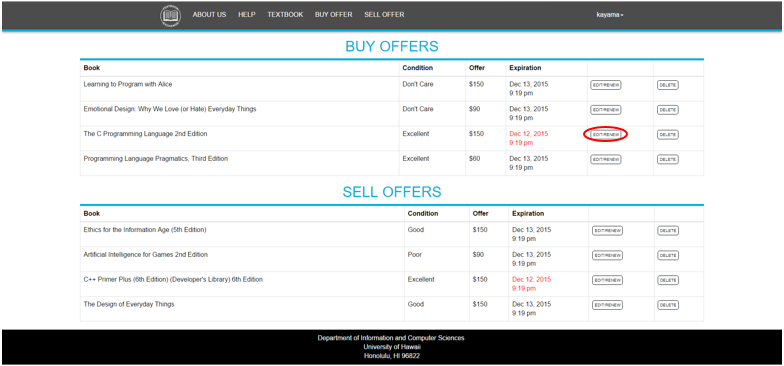 ABOUT US HELP TEXTBOOK BUY OFFER SELL OFFER kayama
BUY OFFERS
Book Condition Offer Expiration
Learning to Program with Alice Don't Care $150 Dec 13, 2015 EDIT/RENEW DELETE
9:19 pm
Emotional Design: Why We Love (or Hate) Everyday Things Don't Care $90 Dec 13, 2015 EDIT/RENEW DELETE
9:19 pm
The C Programming Language 2nd Edition Excellent $150 Dec 12, 2015 EDIT/RENEW DELETE
9:19 pm
Programming Language Pragmatics, Third Edition Excellent $60 Dec 13, 2015 EDIT/RENEW DELETE
9:19 pm
SELL OFFERS
Book Condition Offer Expiration
Ethics for the Information Age (5th Edition) Good $150 Dec 13, 2015 EDIT/RENEW DELETE
9:19 pm
Artificial Intelligence for Games 2nd Edition Poor $90 Dec 13, 2015 EDIT/RENEW DELETE
9:19 pm
C++ Primer Plus (6th Edition) (Developer's Library) 6th Edition Excellent $150 Dec 12, 2015 EDIT/RENEW DELETE
9:19 pm
The Design of Everyday Things Good $150 Dec 13, 2015 EDIT/RENEW DELETE
9:19 pm
Department of Information and Computer Sciences
University of Hawaii
Honolulu, HI 96822